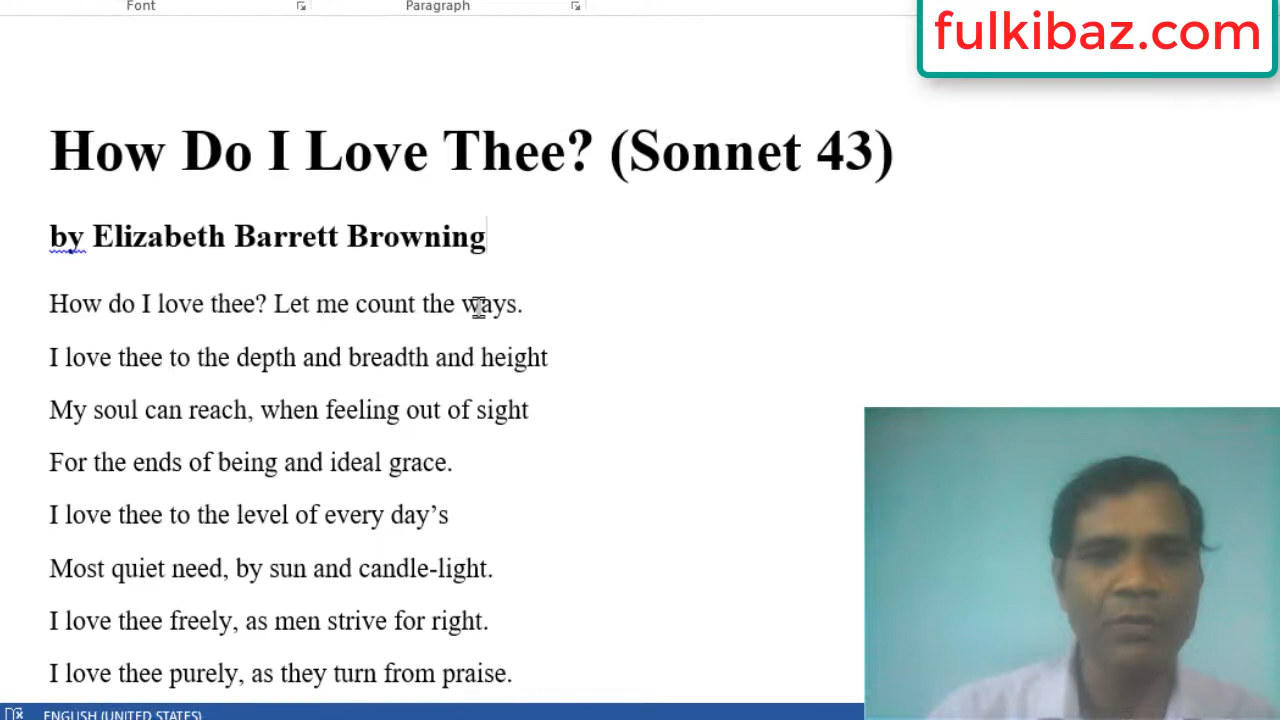 Font Paragraph
fulkibaz.com
How Do I Love Thee? (Sonnet 43)
by Elizabeth Barrett Browning
How do I love thee? Let me count the ways.
I love thee to the depth and breadth and height
My soul can reach, when feeling out of sight
For the ends of being and ideal grace.
I love thee to the level of every day’s
Most quiet need, by sun and candle-light.
I love thee freely, as men strive for right.
I love thee purely, as they turn from praise.
ENGLISH (UNITED STATES)